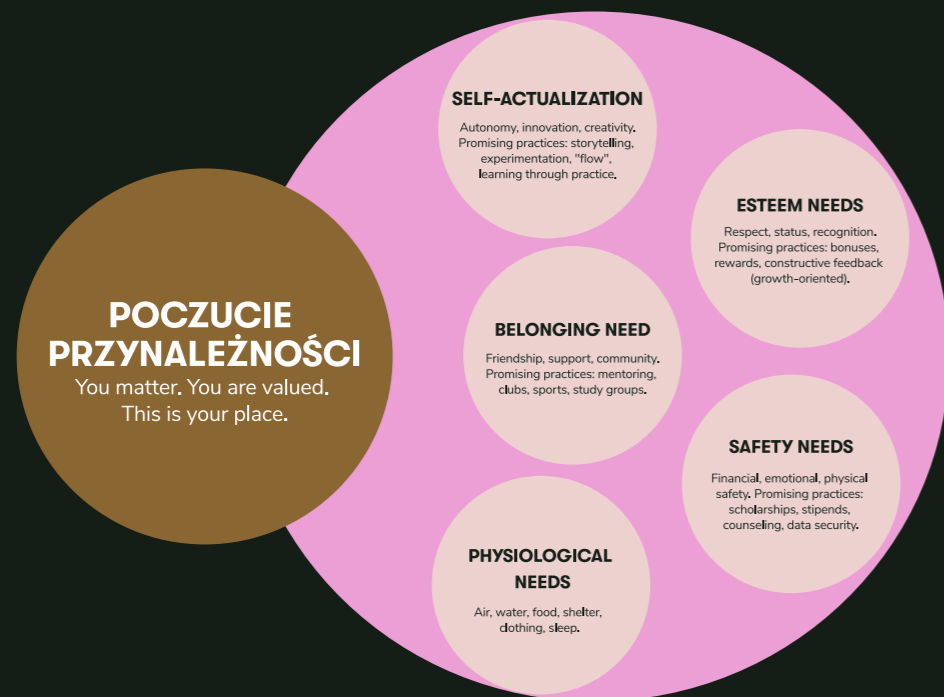 POCZUCIE
PRZYNALEŻNOŚCI
You matter. You are valued.
This is your place.
SELF-ACTUALIZATION
Autonomy, innovation, creativity.
Promising practices: storytelling,
experimentation, "flow",
learning through practice.
ESTEEM NEEDS
Respect, status, recognition.
Promising practices: bonuses,
rewards, constructive feedback
(growth-oriented).
BELONGING NEED
Friendship, support, community.
Promising practices: mentoring,
clubs, sports, study groups.
SAFETY NEEDS
Financial, emotional, physical
safety. Promising practices:
scholarships, stipends,
counseling, data security.
PHYSIOLOGICAL
NEEDS
Air, water, food, shelter,
clothing, sleep.